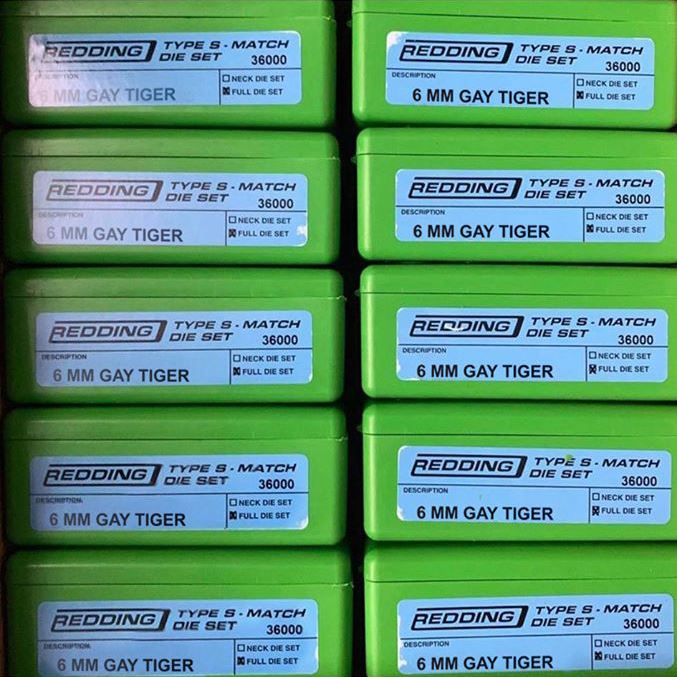 REDDING TYPE S - MATCH
DIE SET 36000
DESCRIPTION NECK DIE SET
6 MM GAY TIGER FULL DIE SET
REDDING TYPE S - MATCH
DIE SET 36000
DESCRIPTION NECK DIE SET
6 MM GAY TIGER FULL DIE SET
REDDING TYPE S - MATCH
DIE SET 36000
DESCRIPTION NECK DIE SET
6 MM GAY TIGER FULL DIE SET
REDDING TYPE S - MATCH
DIE SET 36000
DESCRIPTION NECK DIE SET
6 MM GAY TIGER FULL DIE SET
REDDING TYPE S - MATCH
DIE SET 36000
DESCRIPTION NECK DIE SET
6 MM GAY TIGER FULL DIE SET
REDDING TYPE S - MATCH
DIE SET 36000
DESCRIPTION NECK DIE SET
6 MM GAY TIGER FULL DIE SET
REDDING TYPE S - MATCH
DIE SET 36000
DESCRIPTION NECK DIE SET
6 MM GAY TIGER FULL DIE SET
REDDING TYPE S - MATCH
DIE SET 36000
DESCRIPTION NECK DIE SET
6 MM GAY TIGER FULL DIE SET
REDDING TYPE S - MATCH
DIE SET 36000
DESCRIPTION NECK DIE SET
6 MM GAY TIGER FULL DIE SET
REDDING TYPE S - MATCH
DIE SET 36000
DESCRIPTION NECK DIE SET
6 MM GAY TIGER FULL DIE SET